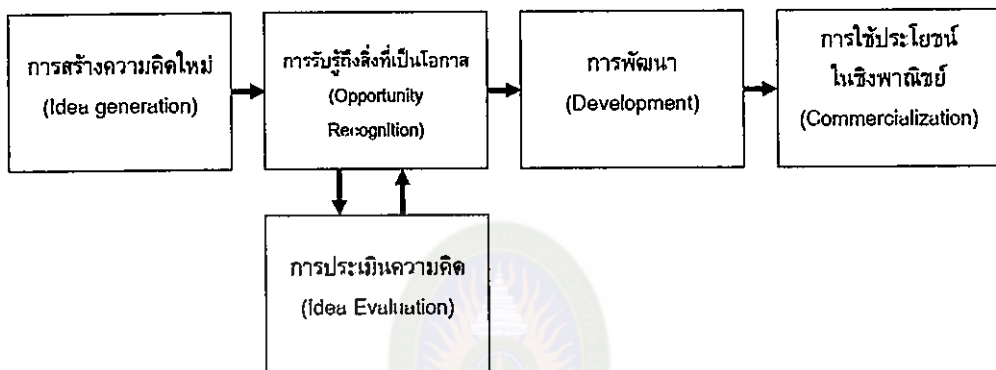 การสร้างความคิดใหม่
(Idea generation)
การรับรู้ถึงสิ่งที่เป็นโอกาส
(Opportunity
Recognition)
การพัฒนา
(Development)
การใช้ประโยชน์
ในเชิงพาณิชย์
(Commercialization)
การประเมินความคิด
(Idea Evaluation)